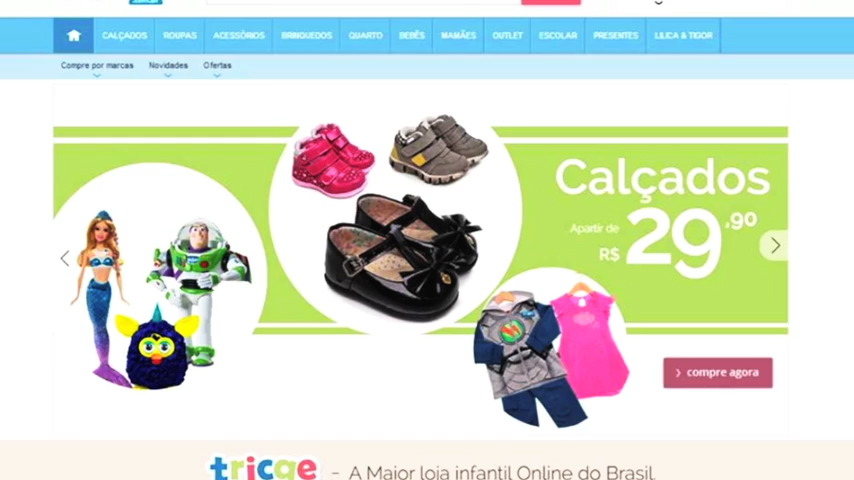 CALÇADOS ROUPAS ACESSÓRIOS BRINQUEDOS QUARTO BEBÊS MAMÃES OUTLET ESCOLAR PRESENTES LILICA & TIGOR
Compre por marcas Novidades Ofertas
Calçados
Apartir de
R$ 29,90
compre agora
tricae - A Maior loja infantil Online do Brasil.